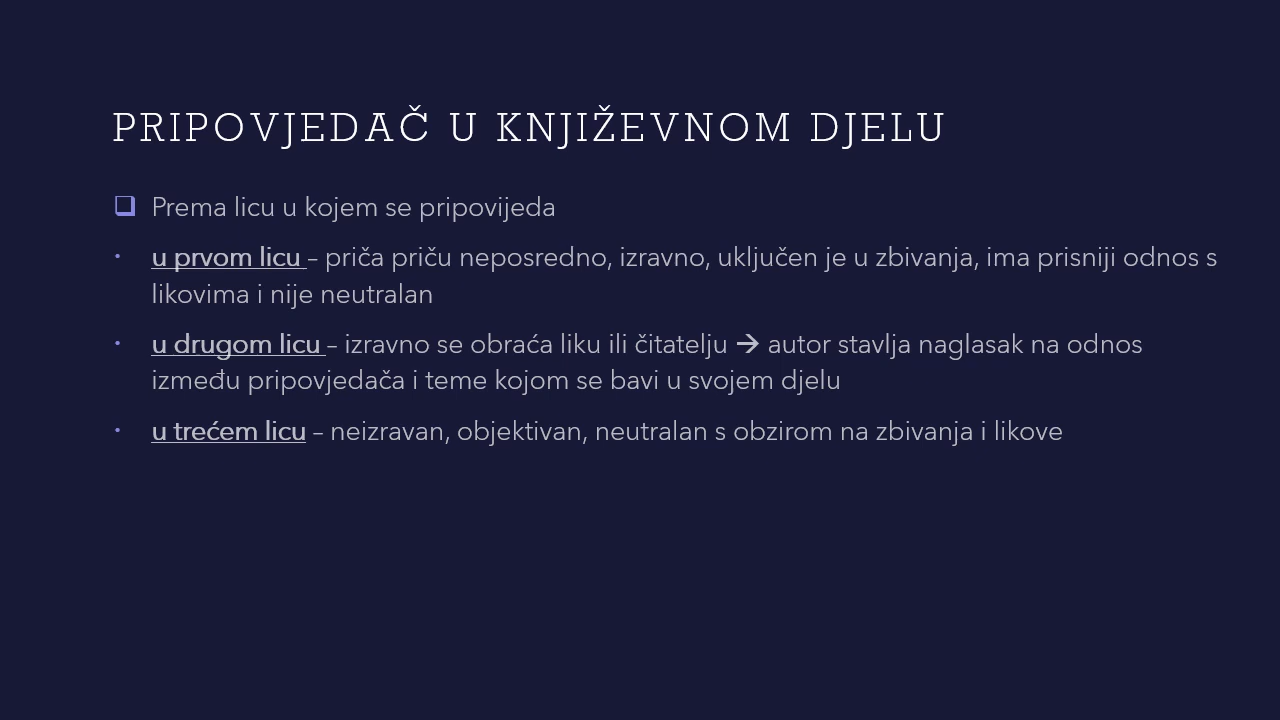 PRIPOVJEDAČ U KNJIŽEVNOM DJELU
❑ Prema licu u kojem se pripovijeda
• u prvom licu – priča priču neposredno, izravno, uključen je u zbivanja, ima prisniji odnos s
likovima i nije neutralan
• u drugom licu – izravno se obraća liku ili čitatelju → autor stavlja naglasak na odnos
između pripovjedača i teme kojom se bavi u svojem djelu
• u trećem licu – neizravan, objektivan, neutralan s obzirom na zbivanja i likove